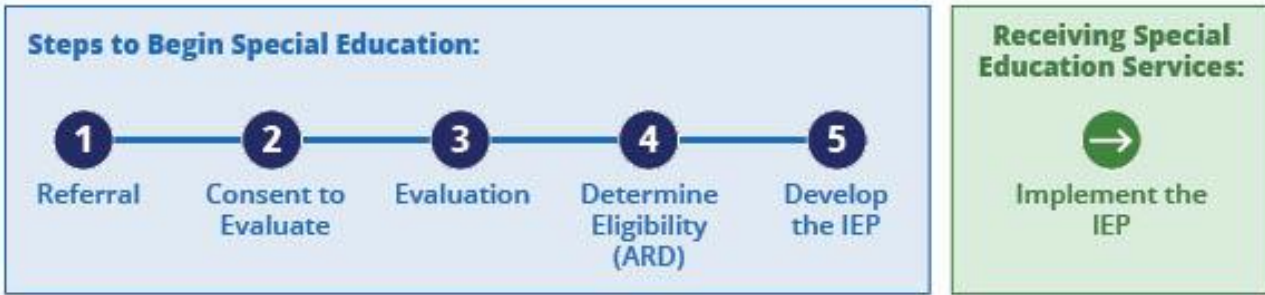 Steps to Begin Special Education:
1
2
3
4
5
Referral
Consent to
Evaluate
Evaluation
Determine
Eligibility
(ARD)
Develop
the IEP
Receiving Special
Education Services:
→
Implement the
IEP